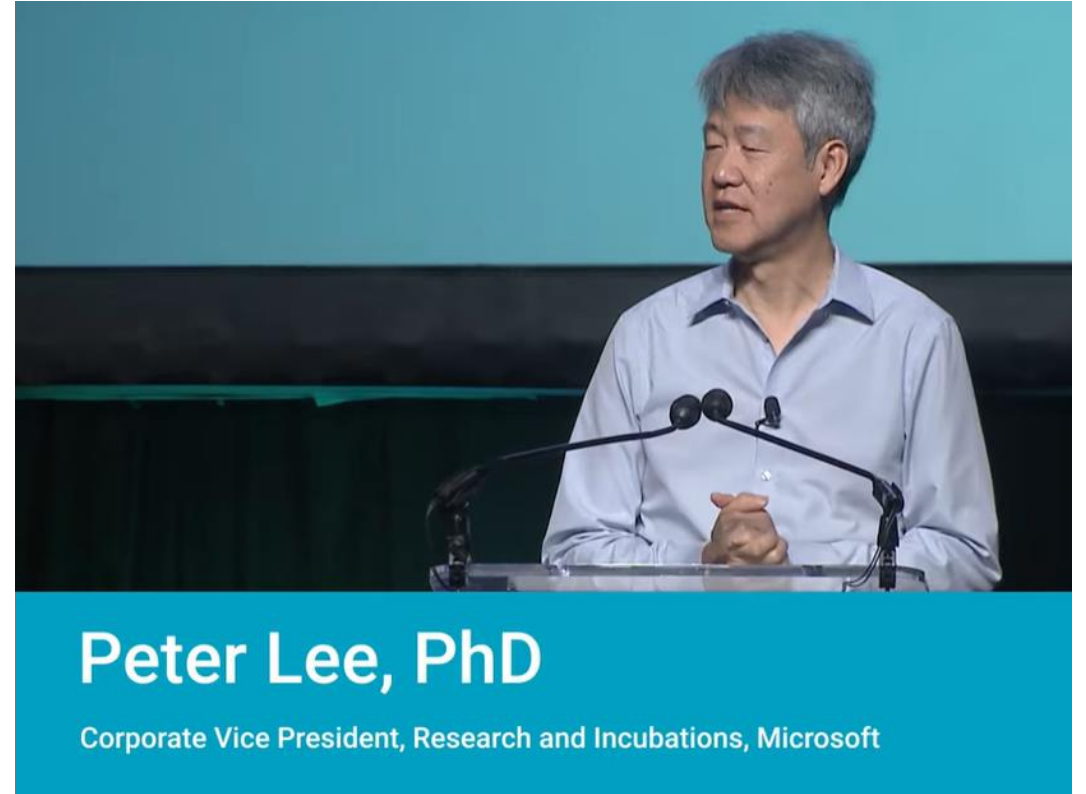 Peter Lee, PhD
Corporate Vice President, Research and Incubations, Microsoft